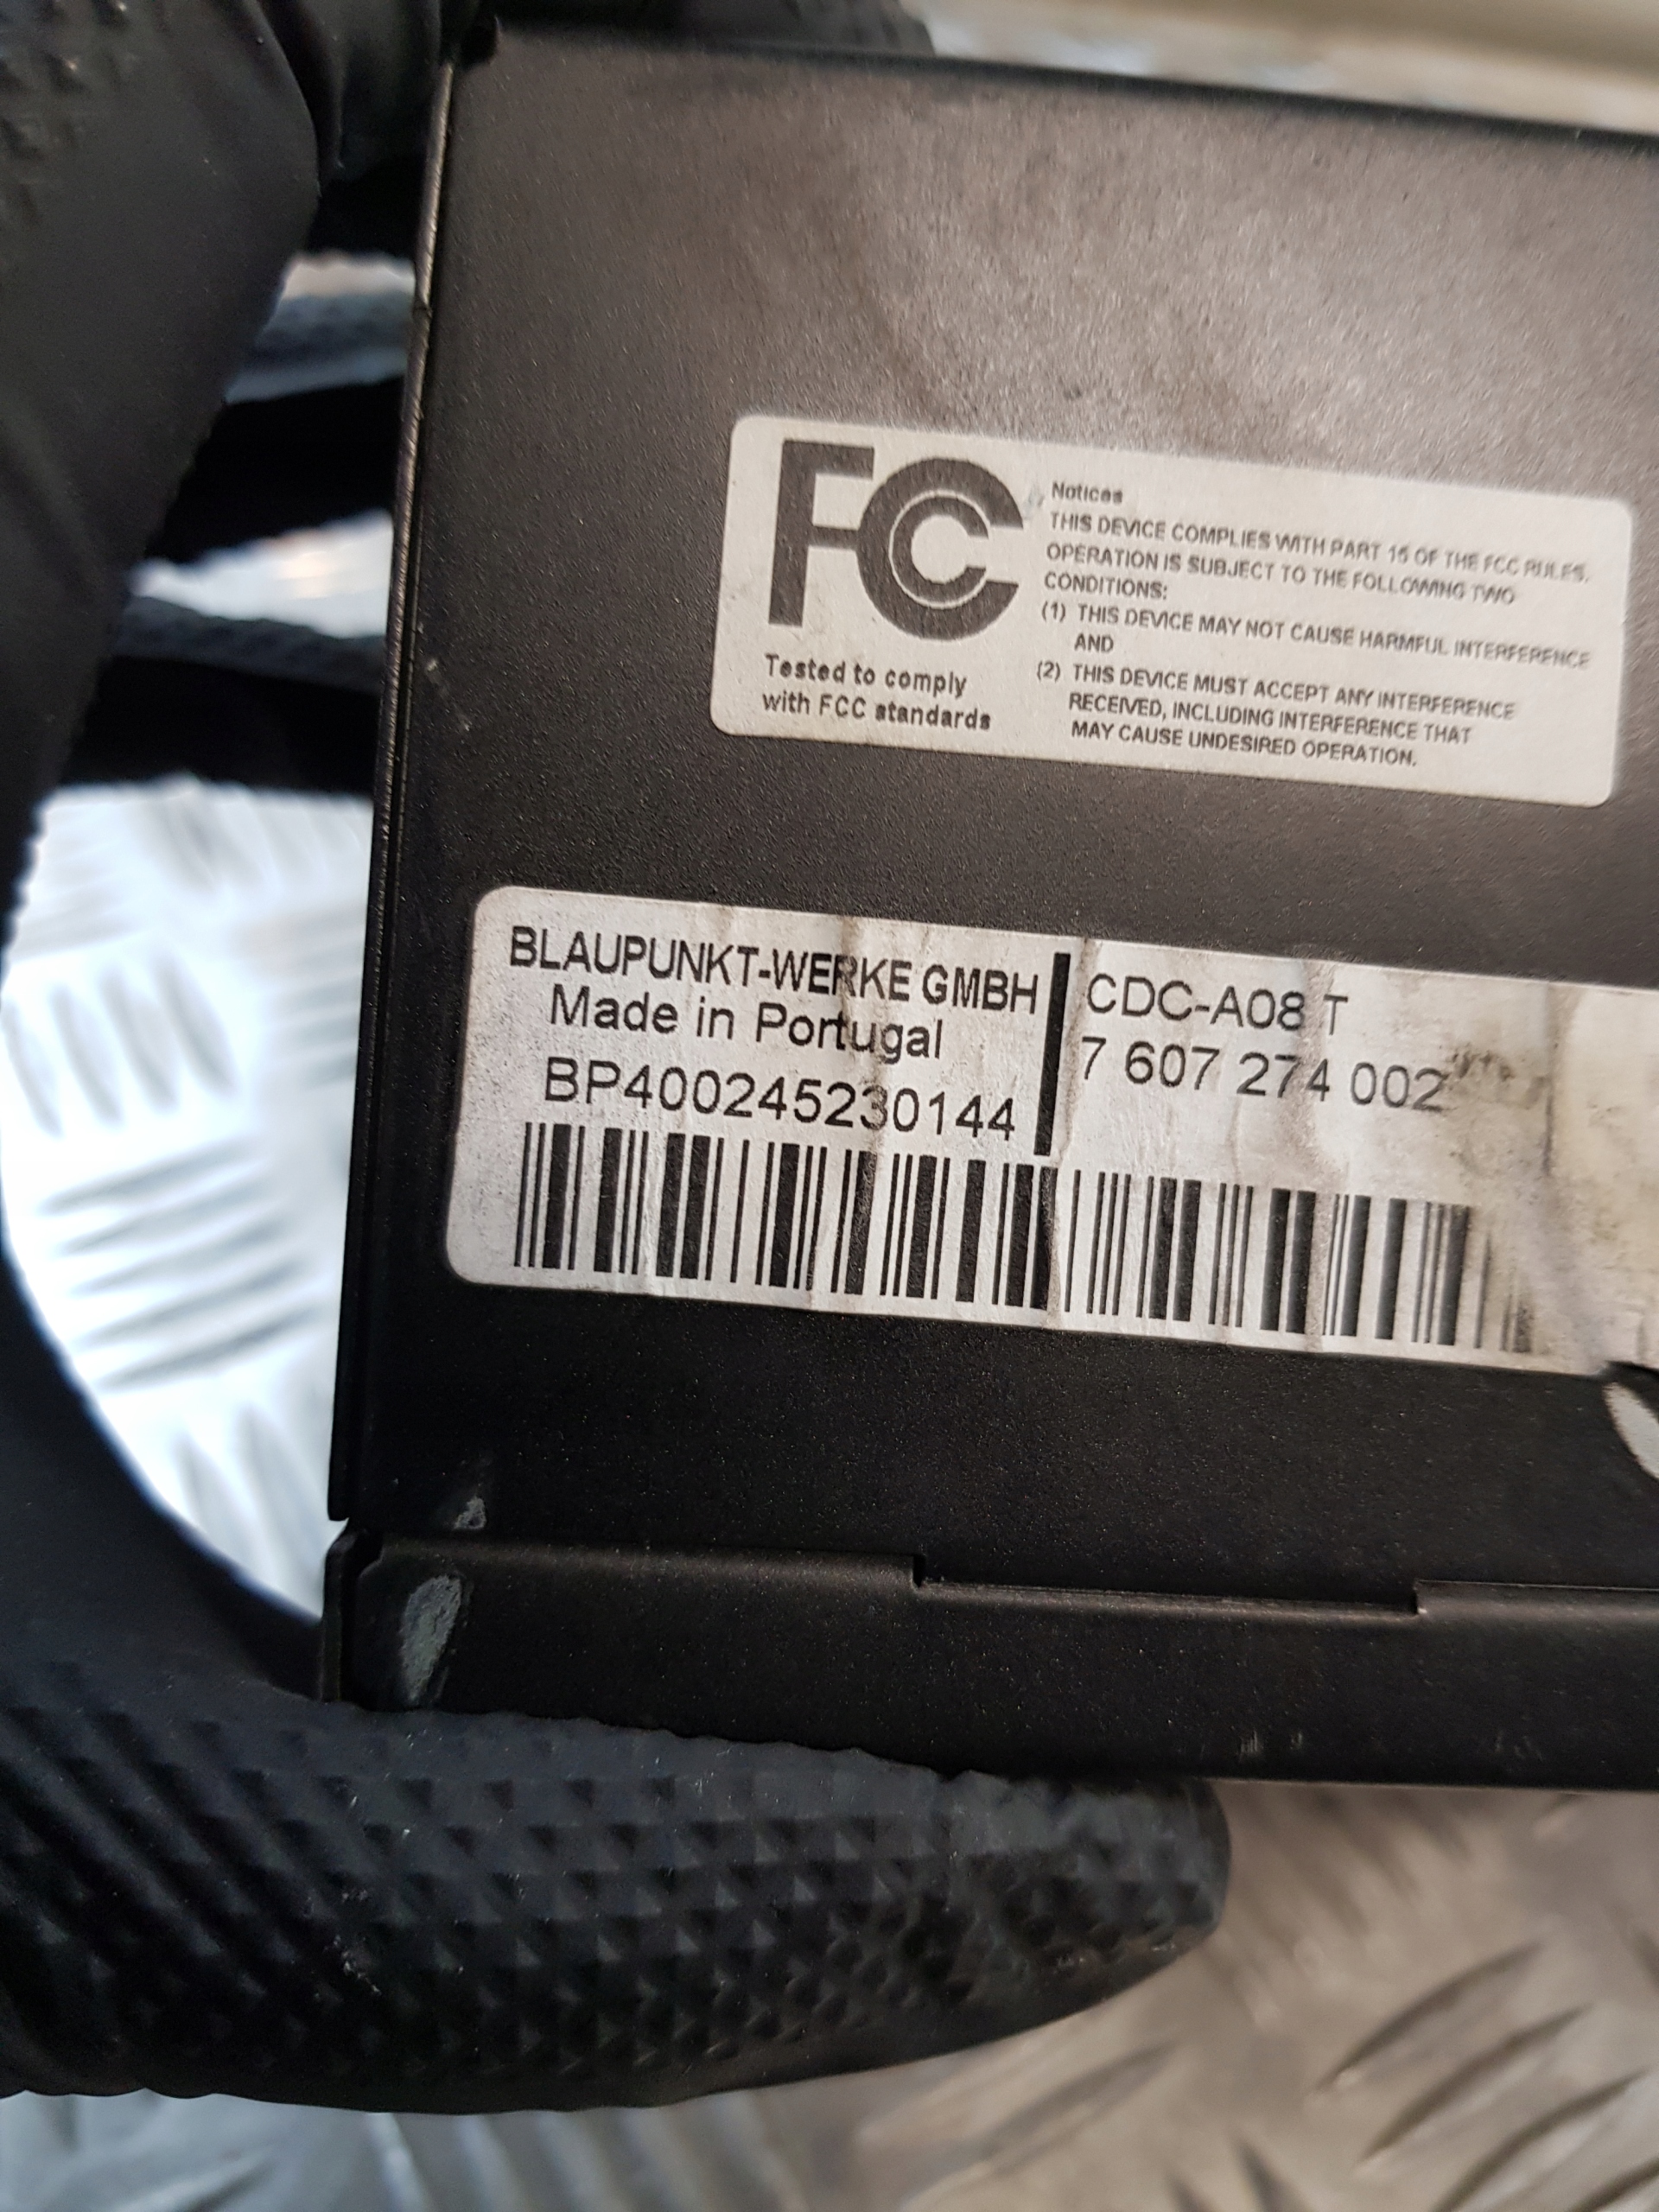 FC
Tested to comply
with FCC standards
Notices
THIS DEVICE COMPLIES WITH PART 15 OF THE FCC RULES.
OPERATION IS SUBJECT TO THE FOLLOWING TWO
CONDITIONS:
(1) THIS DEVICE MAY NOT CAUSE HARMFUL INTERFERENCE
AND
(2) THIS DEVICE MUST ACCEPT ANY INTERFERENCE
RECEIVED, INCLUDING INTERFERENCE THAT
MAY CAUSE UNDESIRED OPERATION.
BLAUPUNKT-WERKE GMBH
Made in Portugal
BP400245230144
CDC-A08 T
7 607 274 002